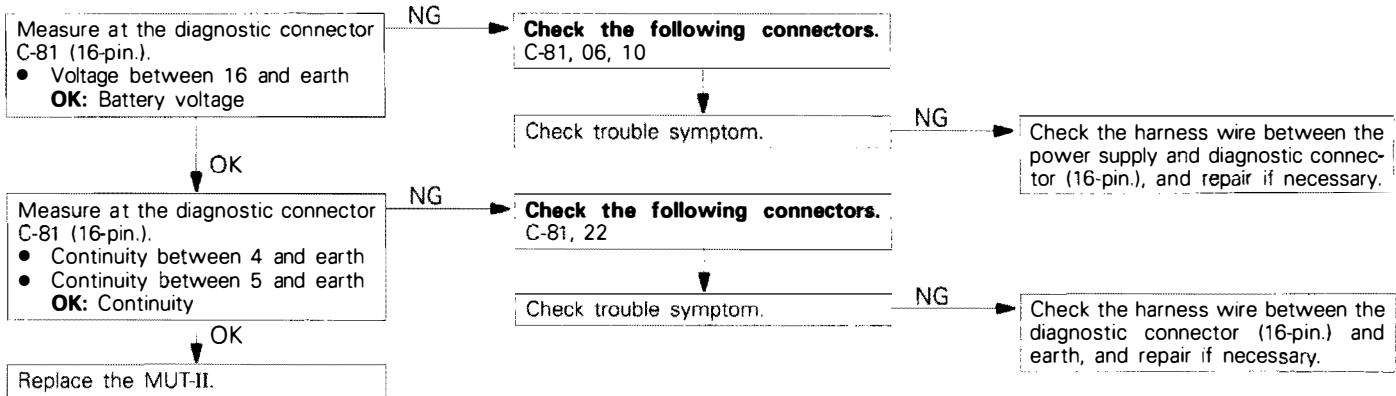 Measure at the diagnostic connector
C-81 (16-pin.).
● Voltage between 16 and earth
OK: Battery voltage
NG
Check the following connectors.
C-81, 06, 10
Check trouble symptom.
NG
Check the harness wire between the
power supply and diagnostic connec-
tor (16-pin.), and repair if necessary.
OK
Measure at the diagnostic connector
C-81 (16-pin.).
● Continuity between 4 and earth
● Continuity between 5 and earth
OK: Continuity
NG
Check the following connectors.
C-81, 22
Check trouble symptom.
NG
Check the harness wire between the
diagnostic connector (16-pin.) and
earth, and repair if necessary.
OK
Replace the MUT-II.